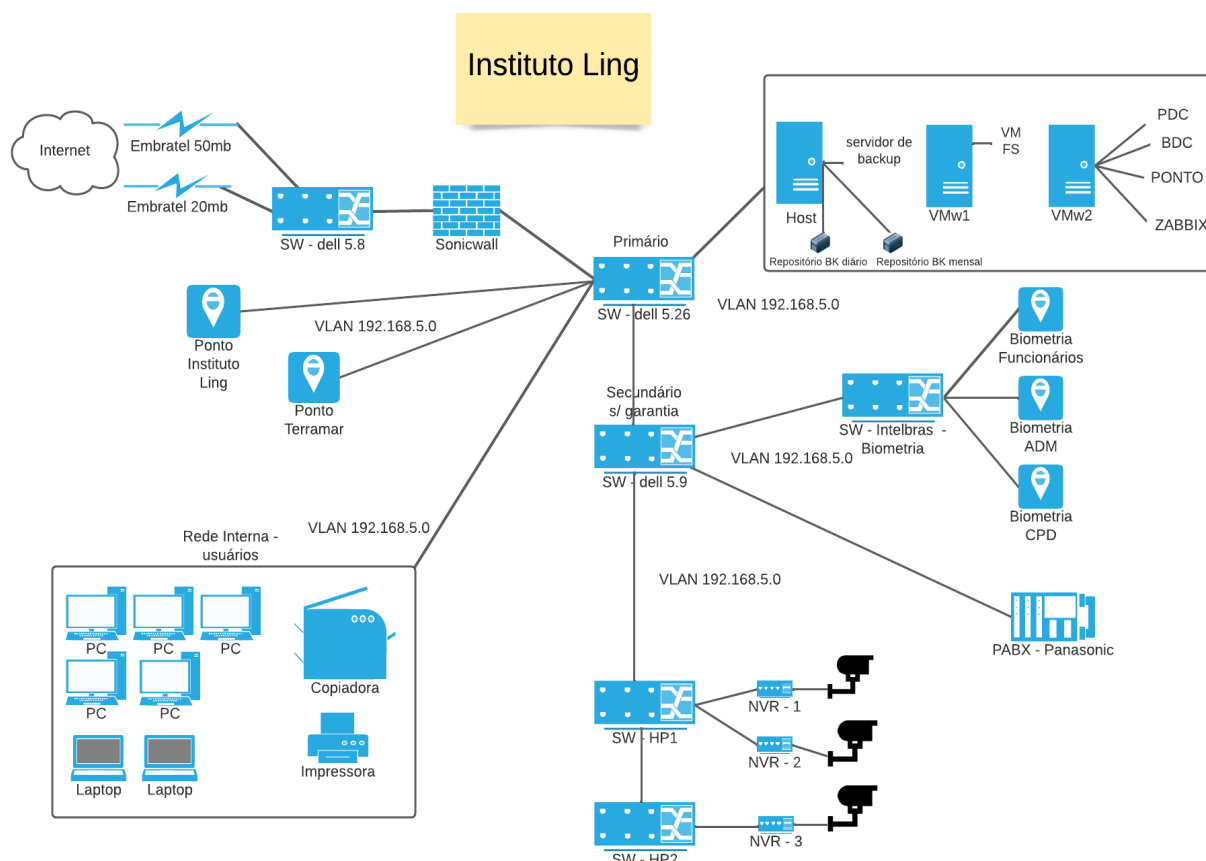 Instituto Ling
Internet
Embratel 50mb
Embratel 20mb
SW - dell 5.8
Sonicwall
Primário
SW - dell 5.26
VLAN 192.168.5.0
Host
servidor de
backup
Repositório BK diário
Repositório BK mensal
VM
FS
VMw1
VMw2
PDC
BDC
PONTO
ZABBIX
Ponto
Instituto
Ling
VLAN 192.168.5.0
Ponto
Terramar
Secundário
s/ garantia
SW - dell 5.9
VLAN 192.168.5.0
SW - Intelbras -
Biometria
Biometria
Funcionários
Biometria
ADM
Biometria
CPD
VLAN 192.168.5.0
Rede Interna -
usuários
PC
PC
PC
PC
PC
Laptop
Laptop
Copiadora
Impressora
VLAN 192.168.5.0
PABX - Panasonic
SW - HP1
NVR - 1
NVR - 2
SW - HP2
NVR - 3